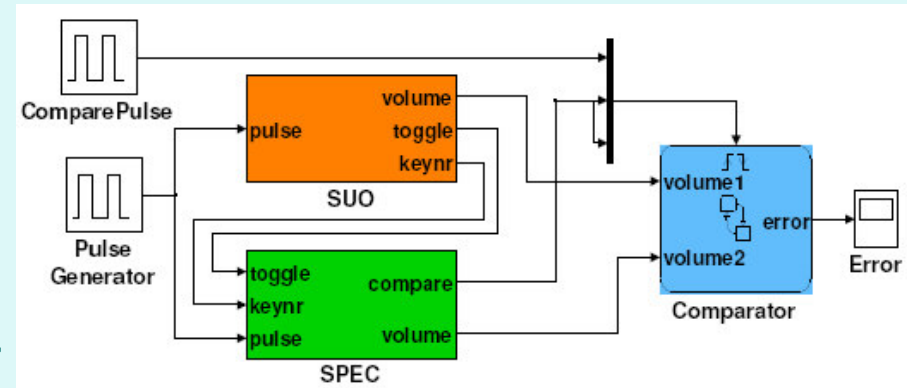 ComparePulse
Pulse
Generator
pulse
volume
toggle
keynr
SUO
toggle
keynr
pulse
compare
volume
SPEC
volume1
volume2
error
Comparator
Error